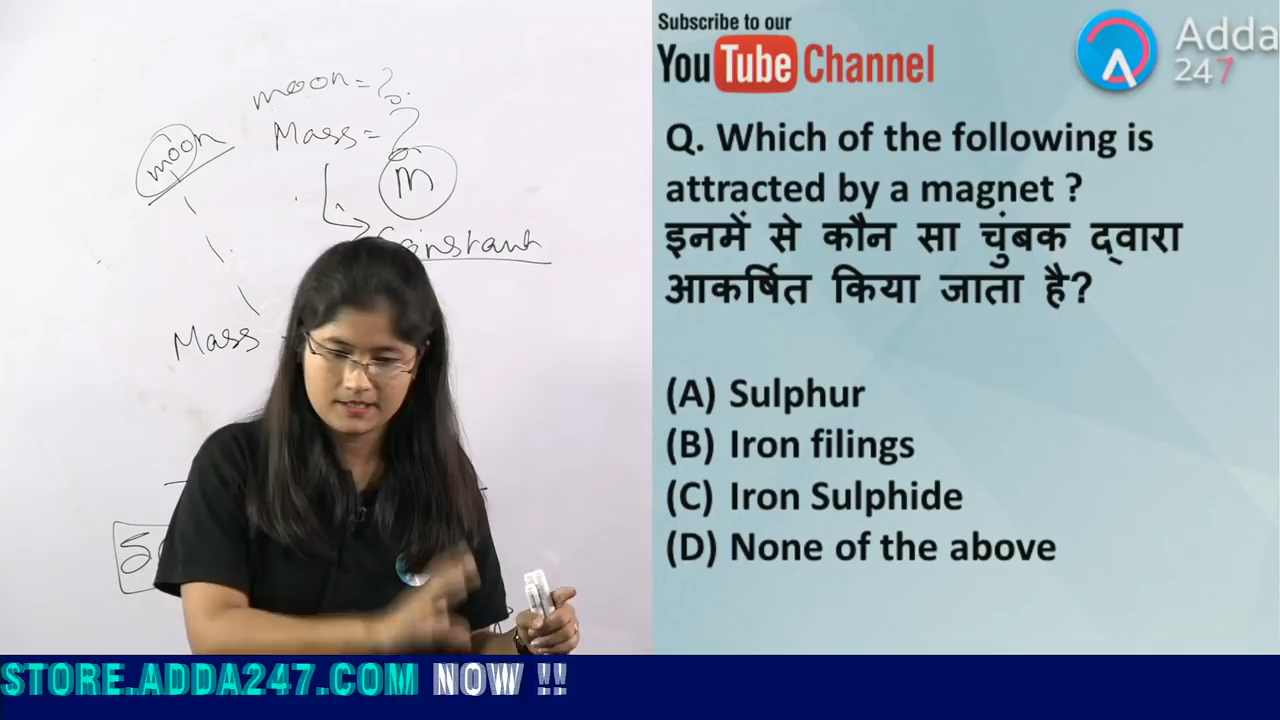 moon = ?
Mass = ?
moon
m
Constant
Mass
Subscribe to our
YouTube Channel
Adda
247
Q. Which of the following is
attracted by a magnet ?
इनमें से कौन सा चुंबक द्वारा
आकर्षित किया जाता है?
(A) Sulphur
(B) Iron filings
(C) Iron Sulphide
(D) None of the above
STORE.ADDA247.COM NOW !!